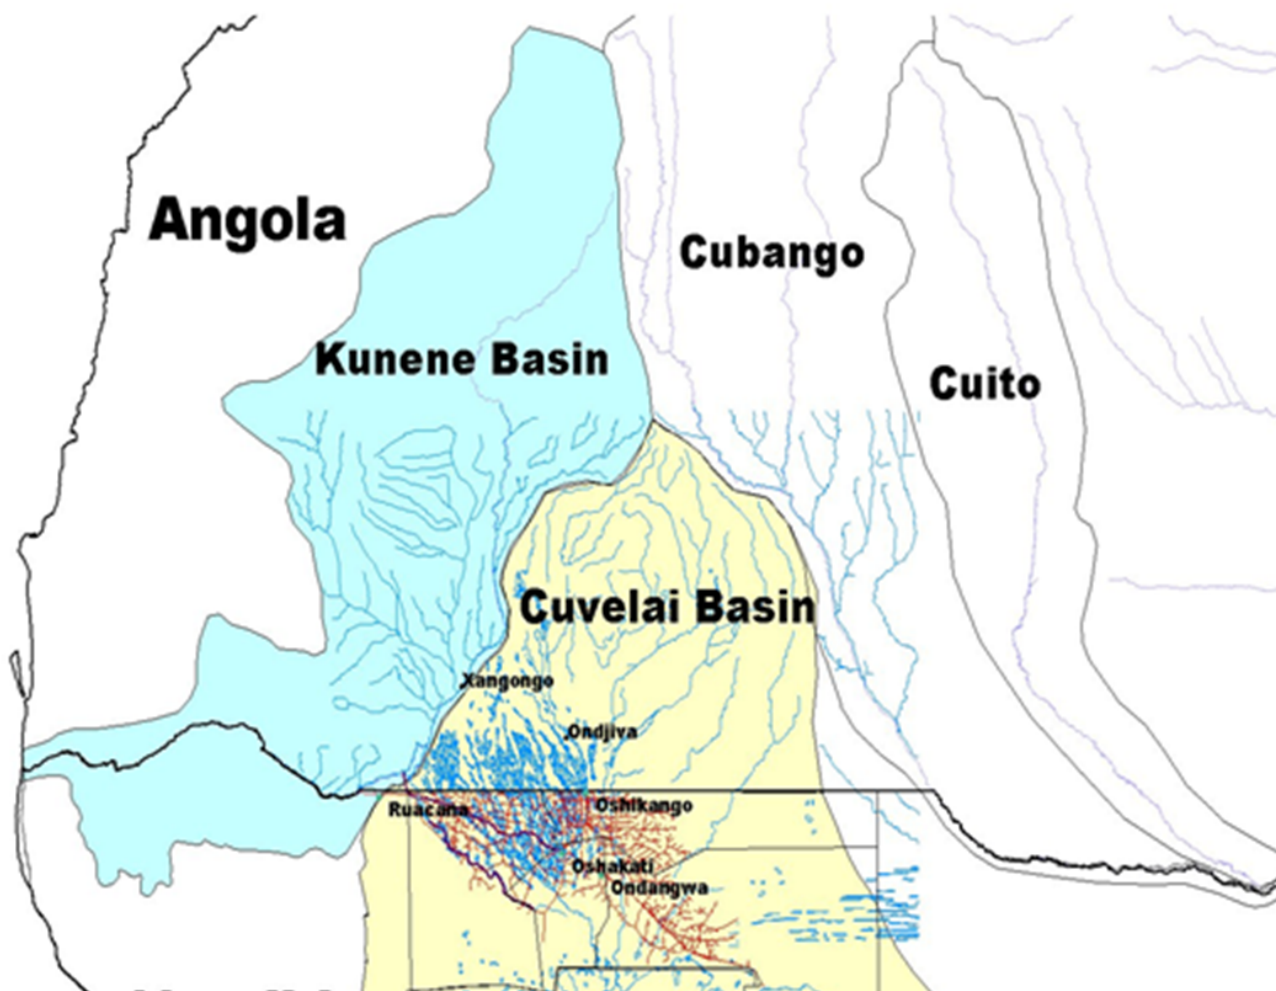 Angola
Cubango
Kunene Basin
Cuito
Cuvelai Basin
Xangongo
Ondjiva
Ruacana
Oshikango
Oshakati
Ondangwa